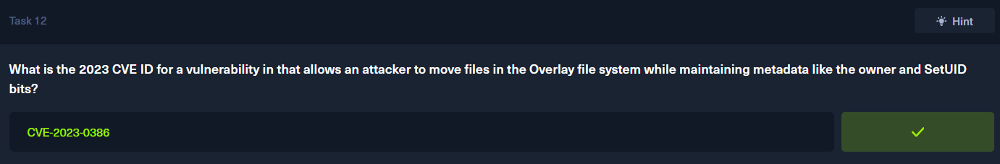 Task 12
Hint
What is the 2023 CVE ID for a vulnerability in that allows an attacker to move files in the Overlay file system while maintaining metadata like the owner and SetUID
bits?
CVE-2023-0386